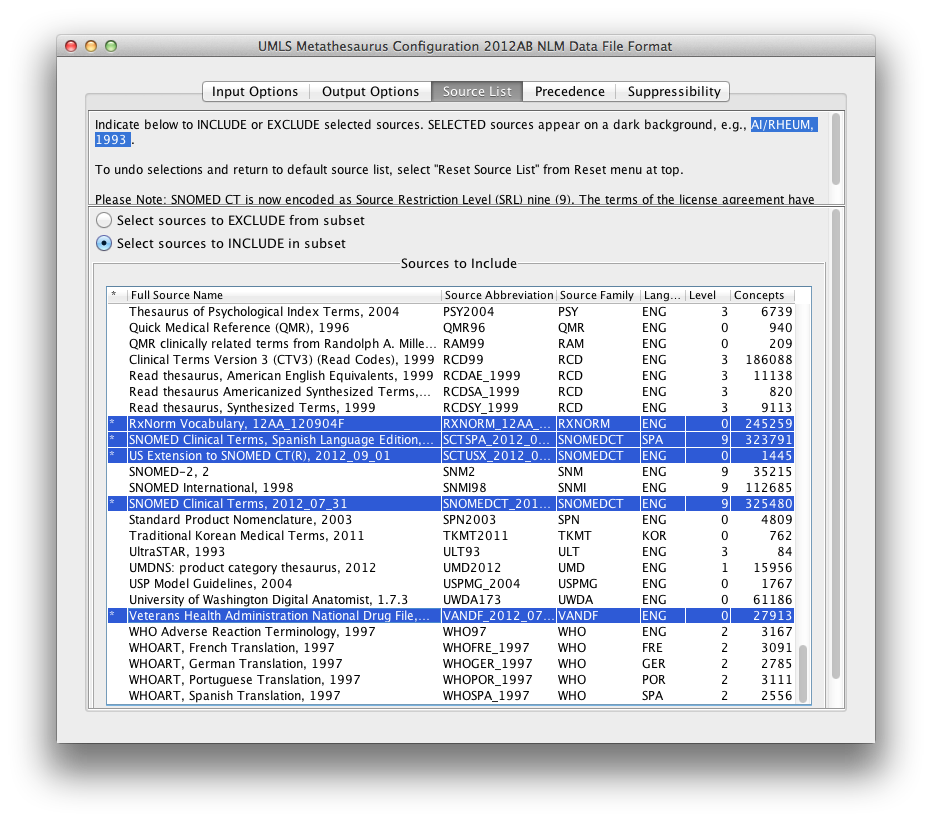 UMLS Metathesaurus Configuration 2012AB NLM Data File Format
Input Options Output Options Source List Precedence Suppressibility
Indicate below to INCLUDE or EXCLUDE selected sources. SELECTED sources appear on a dark background, e.g., AI/RHEUM,
1993 .
To undo selections and return to default source list, select "Reset Source List" from Reset menu at top.
Please Note: SNOMED CT is now encoded as Source Restriction Level (SRL) nine (9). The terms of the license agreement have
Select sources to EXCLUDE from subset
Select sources to INCLUDE in subset
Sources to Include
* Full Source Name Source Abbreviation Source Family Lang... Level Concepts
Thesaurus of Psychological Index Terms, 2004 PSY2004 PSY ENG 3 6739
Quick Medical Reference (QMR), 1996 QMR96 QMR ENG 0 940
QMR clinically related terms from Randolph A. Mille... RAM99 RAM ENG 0 209
Clinical Terms Version 3 (CTV3) (Read Codes), 1999 RCD99 RCD ENG 3 186088
Read thesaurus, American English Equivalents, 1999 RCDAE_1999 RCD ENG 3 11138
Read thesaurus Americanized Synthesized Terms,... RCDSA_1999 RCD ENG 3 820
Read thesaurus, Synthesized Terms, 1999 RCDSY_1999 RCD ENG 3 9113
* RxNorm Vocabulary, 12AA_120904F RXNORM_12AA_... RXNORM ENG 0 245259
* SNOMED Clinical Terms, Spanish Language Edition,... SCTSPA_2012_0... SNOMEDCT SPA 9 323791
* US Extension to SNOMED CT(R), 2012_09_01 SCTUSX_2012_0... SNOMEDCT ENG 0 1445
SNOMED-2, 2 SNM2 SNM ENG 9 35215
SNOMED International, 1998 SNMI98 SNMI ENG 9 112685
* SNOMED Clinical Terms, 2012_07_31 SNOMEDCT_201... SNOMEDCT ENG 9 325480
Standard Product Nomenclature, 2003 SPN2003 SPN ENG 0 4809
Traditional Korean Medical Terms, 2011 TKMT2011 TKMT KOR 0 762
UltraSTAR, 1993 ULT93 ULT ENG 3 84
UMDNS: product category thesaurus, 2012 UMD2012 UMD ENG 1 15956
USP Model Guidelines, 2004 USPMG_2004 USPMG ENG 0 1767
University of Washington Digital Anatomist, 1.7.3 UWDA173 UWDA ENG 0 61186
* Veterans Health Administration National Drug File,... VANDF_2012_07... VANDF ENG 0 27913
WHO Adverse Reaction Terminology, 1997 WHO97 WHO ENG 2 3167
WHOART, French Translation, 1997 WHOFRE_1997 WHO FRE 2 3091
WHOART, German Translation, 1997 WHOGER_1997 WHO GER 2 2785
WHOART, Portuguese Translation, 1997 WHOPOR_1997 WHO POR 2 3111
WHOART, Spanish Translation, 1997 WHOSPA_1997 WHO SPA 2 2556